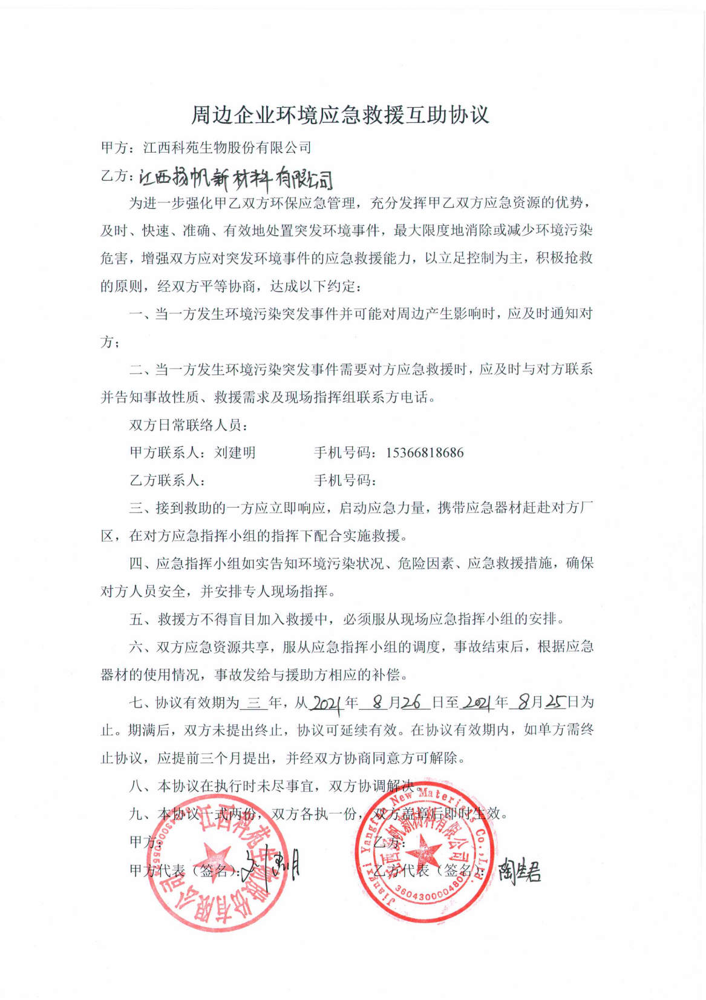 周边企业环境应急救援互助协议
甲方：江西科苑生物股份有限公司
乙方：江西扬帆新材料有限公司
为进一步强化甲乙双方环保应急管理，充分发挥甲乙双方应急资源的优势，
及时、快速、准确、有效地处置突发环境事件，最大限度地消除或减少环境污染
危害，增强双方应对突发环境事件的应急救援能力，以立足控制为主，积极抢救
的原则，经双方平等协商，达成以下约定：
一、当一方发生环境污染突发事件并可能对周边产生影响时，应及时通知对
方；
二、当一方发生环境污染突发事件需要对方应急救援时，应及时与对方联系
并告知事故性质、救援需求及现场指挥组联系方电话。
双方日常联络人员：
甲方联系人：刘建明 手机号码：15366818686
乙方联系人： 手机号码：
三、接到救助的一方应立即响应，启动应急力量，携带应急器材赶赴对方厂
区，在对方应急指挥小组的指挥下配合实施救援。
四、应急指挥小组如实告知环境污染状况、危险因素、应急救援措施，确保
对方人员安全，并安排专人现场指挥。
五、救援方不得盲目加入救援中，必须服从现场应急指挥小组的安排。
六、双方应急资源共享，服从应急指挥小组的调度，事故结束后，根据应急
器材的使用情况，事故发给与援助方相应的补偿。
七、协议有效期为 三 年，从 2021 年 8 月 26 日至 2021 年 8 月 25 日为
止。期满后，双方未提出终止，协议可延续有效。在协议有效期内，如单方需终
止协议，应提前三个月提出，并经双方协商同意方可解除。
八、本协议在执行时未尽事宜，双方协调解决。
九、本协议一式两份，双方各执一份，双方盖章后即时生效。
甲方： 乙方：
甲方代表（签名）： 乙方代表（签名）：陶生君
江西科苑生物股份有限公司
Jiangxi Yangfan New Materials Co.,Ltd.
江西扬帆新材料有限公司